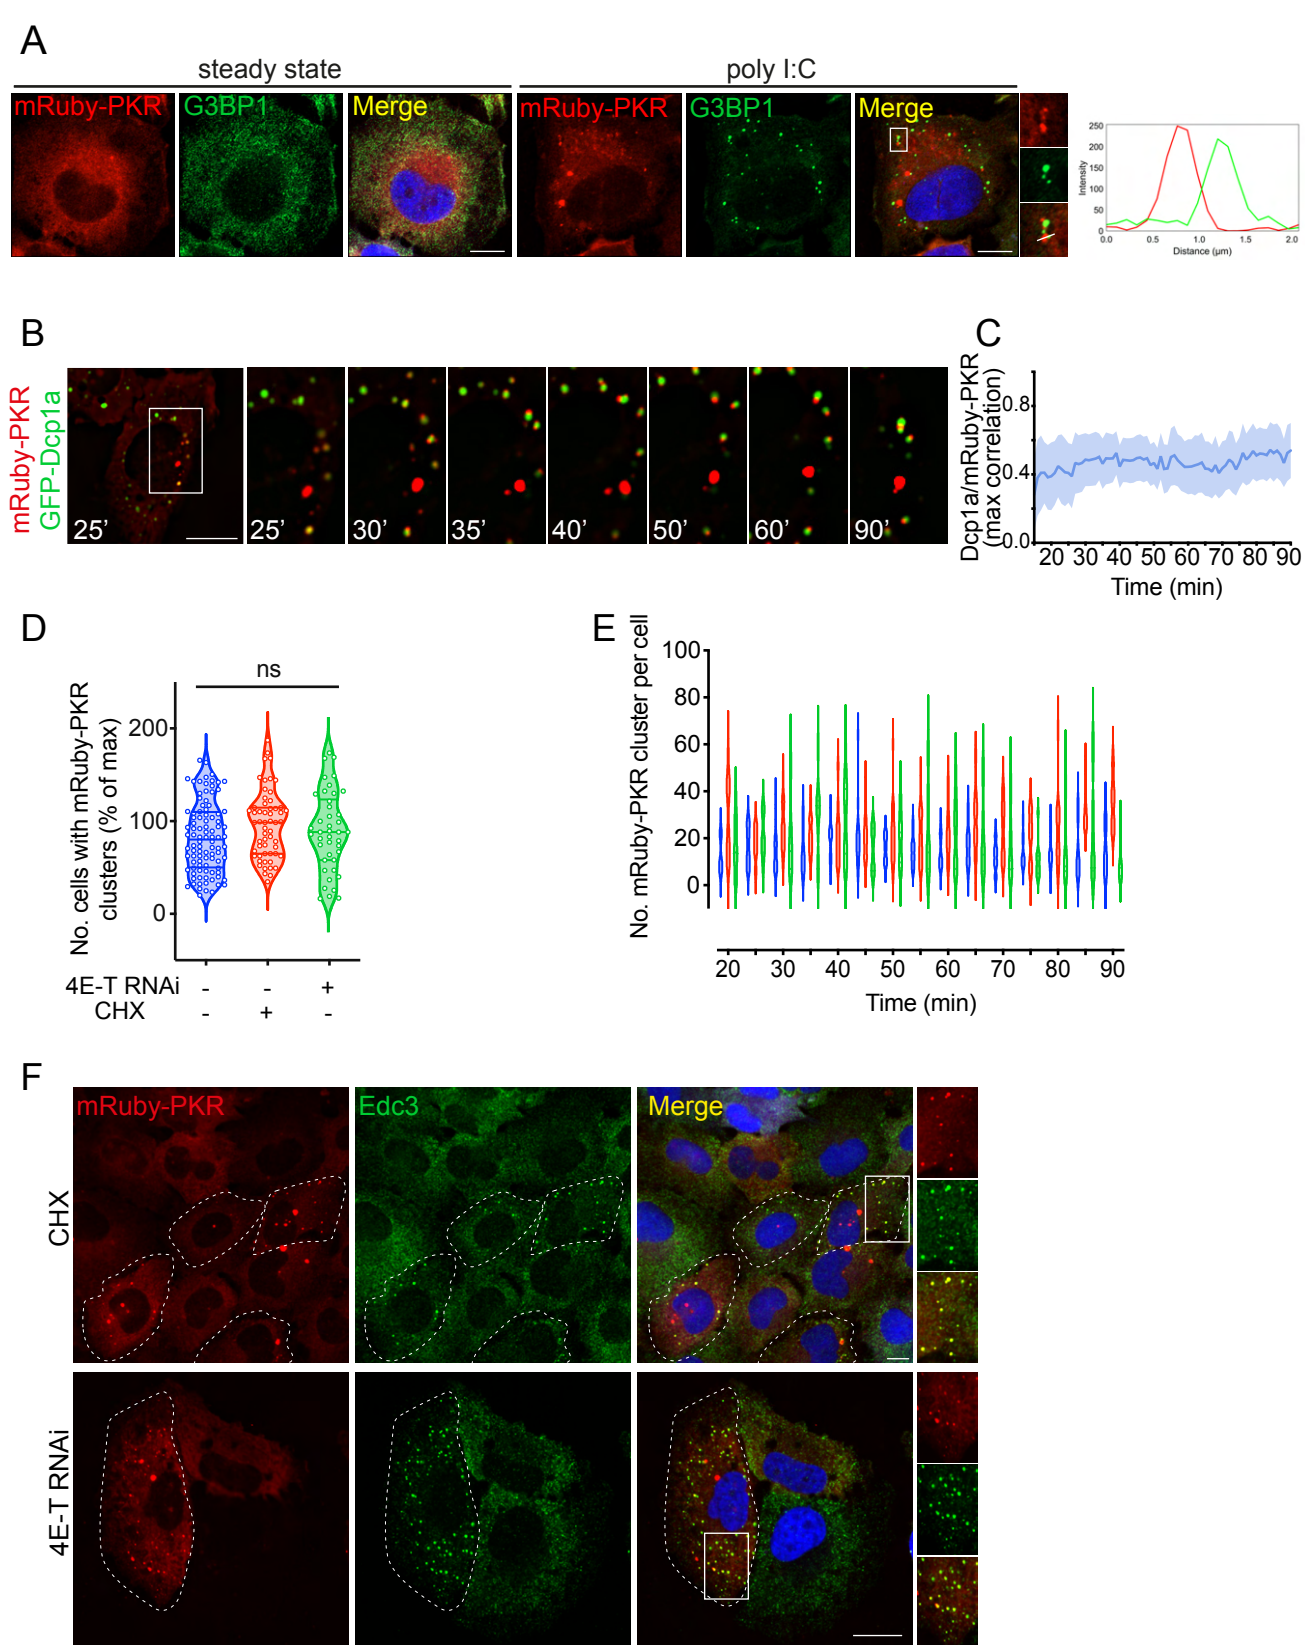 A
steady state
poly I:C
mRuby-PKR
G3BP1
Merge
mRuby-PKR
G3BP1
Merge
250
200
150
100
50
0
Intensity
0.0 0.5 1.0 1.5 2.0
Distance (μm)
B
mRuby-PKR
GFP-Dcp1a
25’
25’
30’
35’
40’
50’
60’
90’
C
Dcp1a/mRuby-PKR
(max correlation)
0.8
0.4
0.0
20 30 40 50 60 70 80 90
Time (min)
D
No. cells with mRuby-PKR
clusters (% of max)
ns
200
100
0
4E-T RNAi - - +
CHX - + -
E
No. mRuby-PKR cluster per cell
100
80
60
40
20
0
20 30 40 50 60 70 80 90
Time (min)
F
CHX
mRuby-PKR
Edc3
Merge
4E-T RNAi